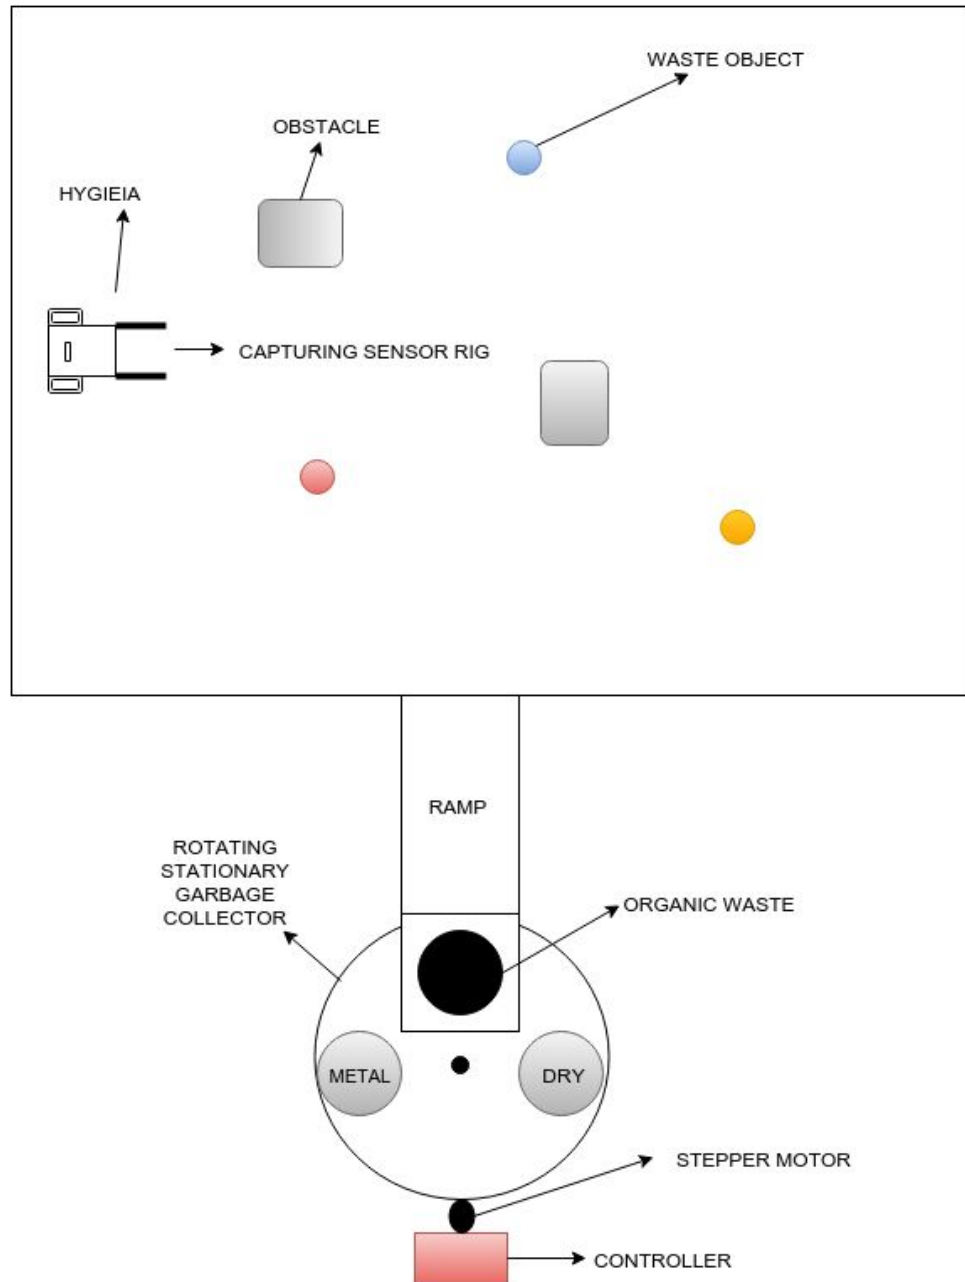 WASTE OBJECT
OBSTACLE
HYGIEIA
CAPTURING SENSOR RIG
RAMP
ROTATING
STATIONARY
GARBAGE
COLLECTOR
ORGANIC WASTE
METAL
DRY
STEPPER MOTOR
CONTROLLER